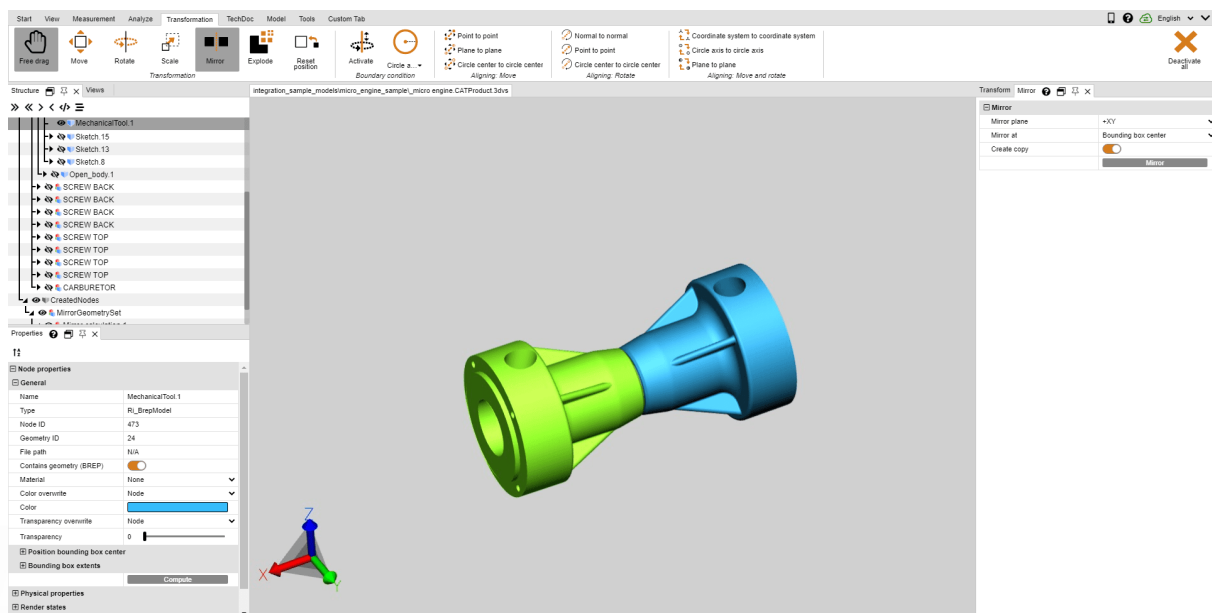 Start View Measurement Analyze Transformation TechDoc Model Tools Custom Tab English
Free drag Move Rotate Scale Mirror Explode Reset position
Transformation
Activate Circle a...
Boundary condition
Point to point
Plane to plane
Circle center to circle center
Aligning: Move
Normal to normal
Point to point
Circle center to circle center
Aligning: Rotate
Coordinate system to coordinate system
Circle axis to circle axis
Plane to plane
Aligning: Move and rotate
Deactivate all
Structure Views
MechanicalTool.1
Sketch.15
Sketch.13
Sketch.8
Open_body.1
SCREW BACK
SCREW BACK
SCREW BACK
SCREW BACK
SCREW TOP
SCREW TOP
SCREW TOP
SCREW TOP
CARBURETOR
CreatedNodes
MirrorGeometrySet
Properties
Node properties
General
Name MechanicalTool.1
Type Ri_BrepModel
Node ID 473
Geometry ID 24
File path N/A
Contains geometry (BREP)
Material None
Color overwrite Node
Color
Transparency overwrite Node
Transparency 0
Position bounding box center
Bounding box extents
Compute
Physical properties
Render states
integration_sample_models\micro_engine_sample\_micro engine.CATProduct.3dvs
Z
X
Y
Transform Mirror
Mirror
Mirror plane +XY
Mirror at Bounding box center
Create copy
Mirror